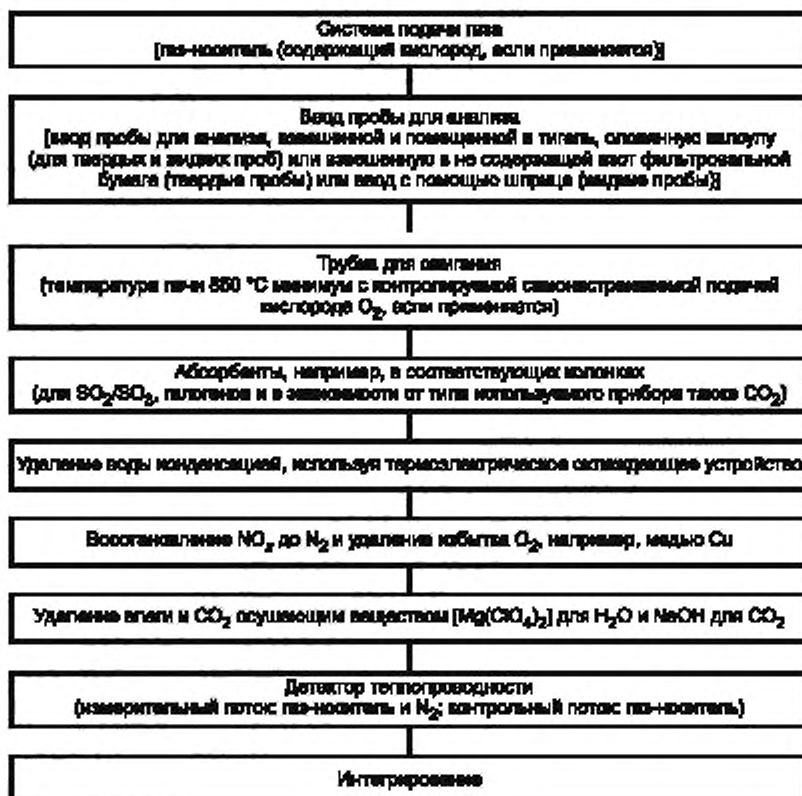 Система подачи газа
[газ-носитель (содержащий кислород, если применяется)]
Ввод пробы для анализа
[ввод пробы для анализа, взвешенной и помещенной в тигель, оловянную капсулу
(для твердых и жидких проб) или взвешенную в не содержащей азот фильтровальной
бумаге (твердые пробы) или ввод с помощью шприца (жидкие пробы)]
Трубка для сжигания
(температура печи 850 °C минимум с контролируемой самонастраиваемой подачей
кислорода O₂, если применяется)
Абсорбенты, например, в соответствующих колонках
(для SO₂/SO₃, галогенов и в зависимости от типа используемого прибора также CO₂)
Удаление воды конденсацией, используя термоэлектрическое охлаждающее устройство
Восстановление NOₓ до N₂ и удаление избытка O₂, например, медью Cu
Удаление влаги и CO₂ осушающим веществом [Mg(ClO₄)₂] для H₂O и NaOH для CO₂
Детектор теплопроводности
(измерительный поток: газ-носитель и N₂; контрольный поток: газ-носитель)
Интегрирование